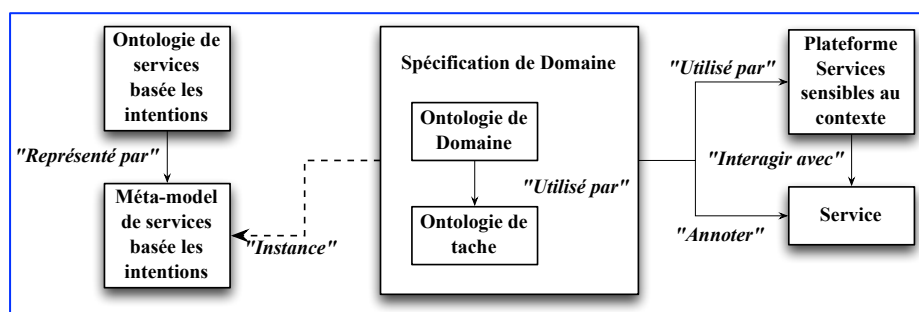 Ontologie de
services
basée les
intentions
"Représenté par"
Méta-model
de services
basée les
intentions
"Instance"
Spécification de Domaine
Ontologie de
Domaine
"Utilisé par"
Ontologie de
tache
"Utilisé par"
Plateforme
Services
sensibles au
contexte
"Interagir avec"
Service
"Annoter"